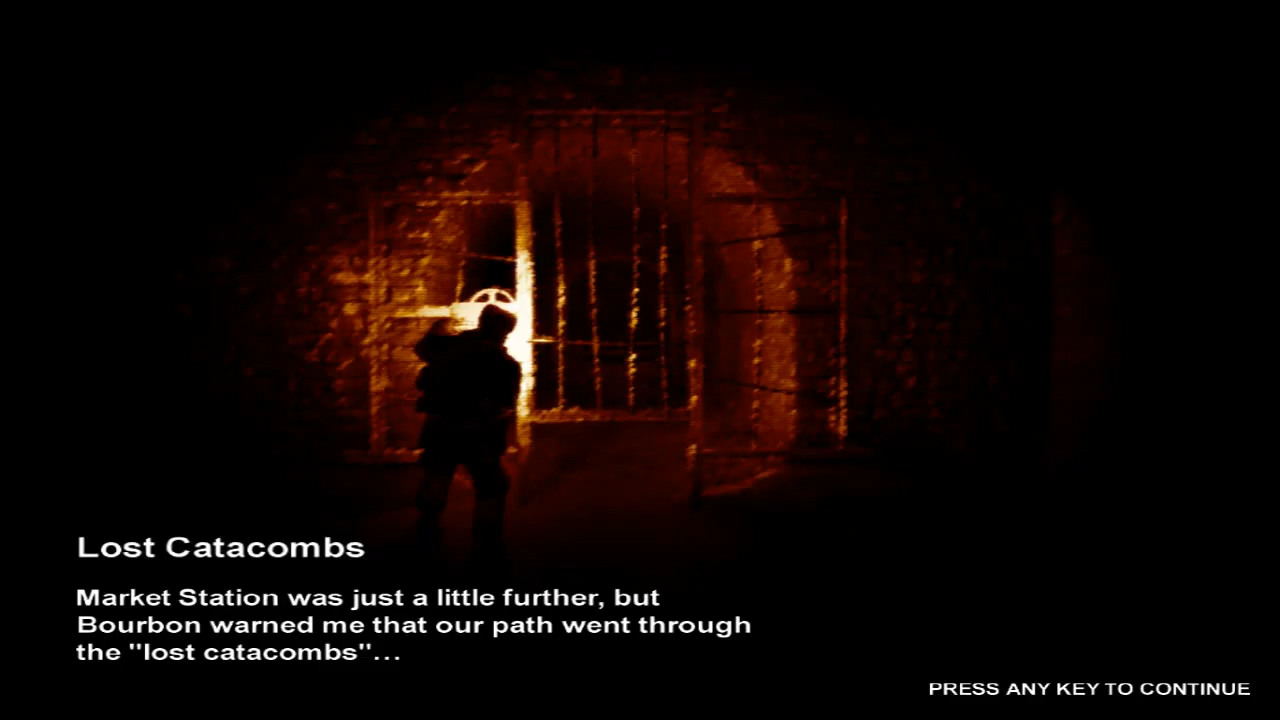 Lost Catacombs
Market Station was just a little further, but
Bourbon warned me that our path went through
the "lost catacombs"...
PRESS ANY KEY TO CONTINUE